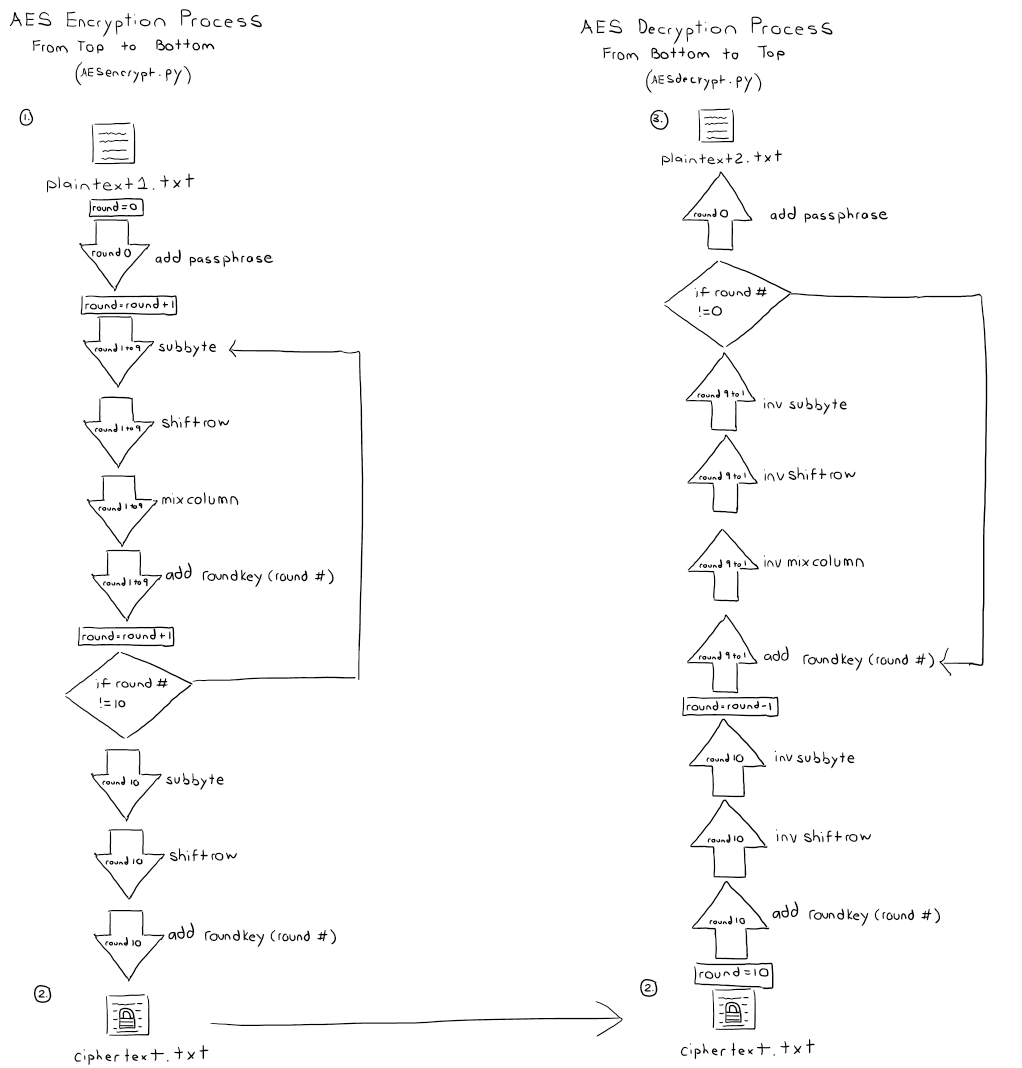 AES Encryption Process
From Top to Bottom
(AESencrypt.py)
1.
plaintext1.txt
round=0
round 0
add passphrase
round=round+1
round 1 to 9
subbyte
round 1 to 9
shiftrow
round 1 to 9
mixcolumn
round 1 to 9
add roundkey (round #)
round=round+1
if round #
!=10
round 10
subbyte
round 10
shiftrow
round 10
add roundkey (round #)
2.
ciphertext.txt
AES Decryption Process
From Bottom to Top
(AESdecrypt.py)
3.
plaintext2.txt
round 0
add passphrase
if round #
!=0
round 9 to 1
inv subbyte
round 9 to 1
inv shiftrow
round 9 to 1
inv mixcolumn
round 9 to 1
add roundkey (round #)
round=round-1
round 10
inv subbyte
round 10
inv shiftrow
round 10
add roundkey (round #)
round=10
2.
ciphertext.txt